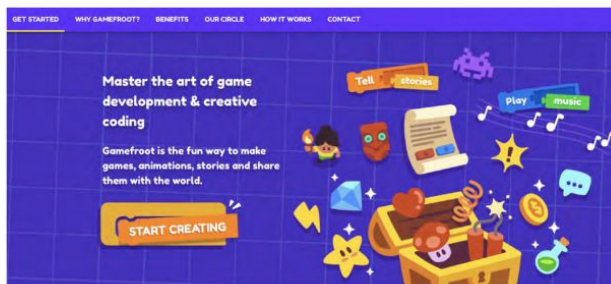 GET STARTED WHY GAMEFROOT? BENEFITS OUR CIRCLE HOW IT WORKS CONTACT
Master the art of game
development & creative
coding
Gamefroot is the fun way to make
games, animations, stories and share
them with the world.
START CREATING
Tell stories
Play music
!